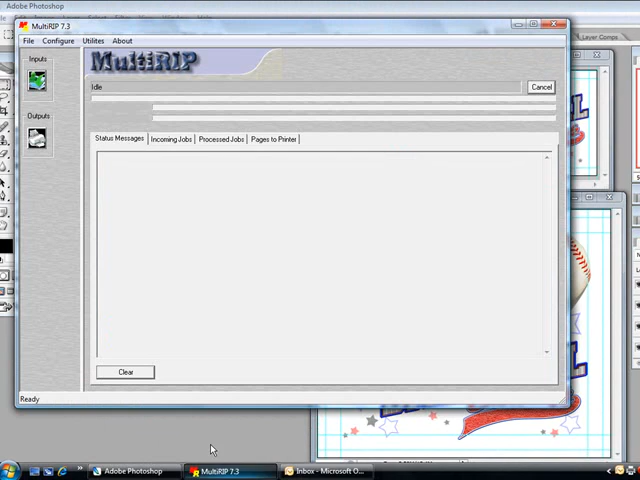 Adobe Photoshop
MultiRIP 7.3
File Configure Utilites About
Layer Comps
Inputs
MultiRIP
Idle
Cancel
Outputs
Status Messages Incoming Jobs Processed Jobs Pages to Printer
Clear
Ready
Adobe Photoshop MultiRIP 7.3 Inbox - Microsoft O...